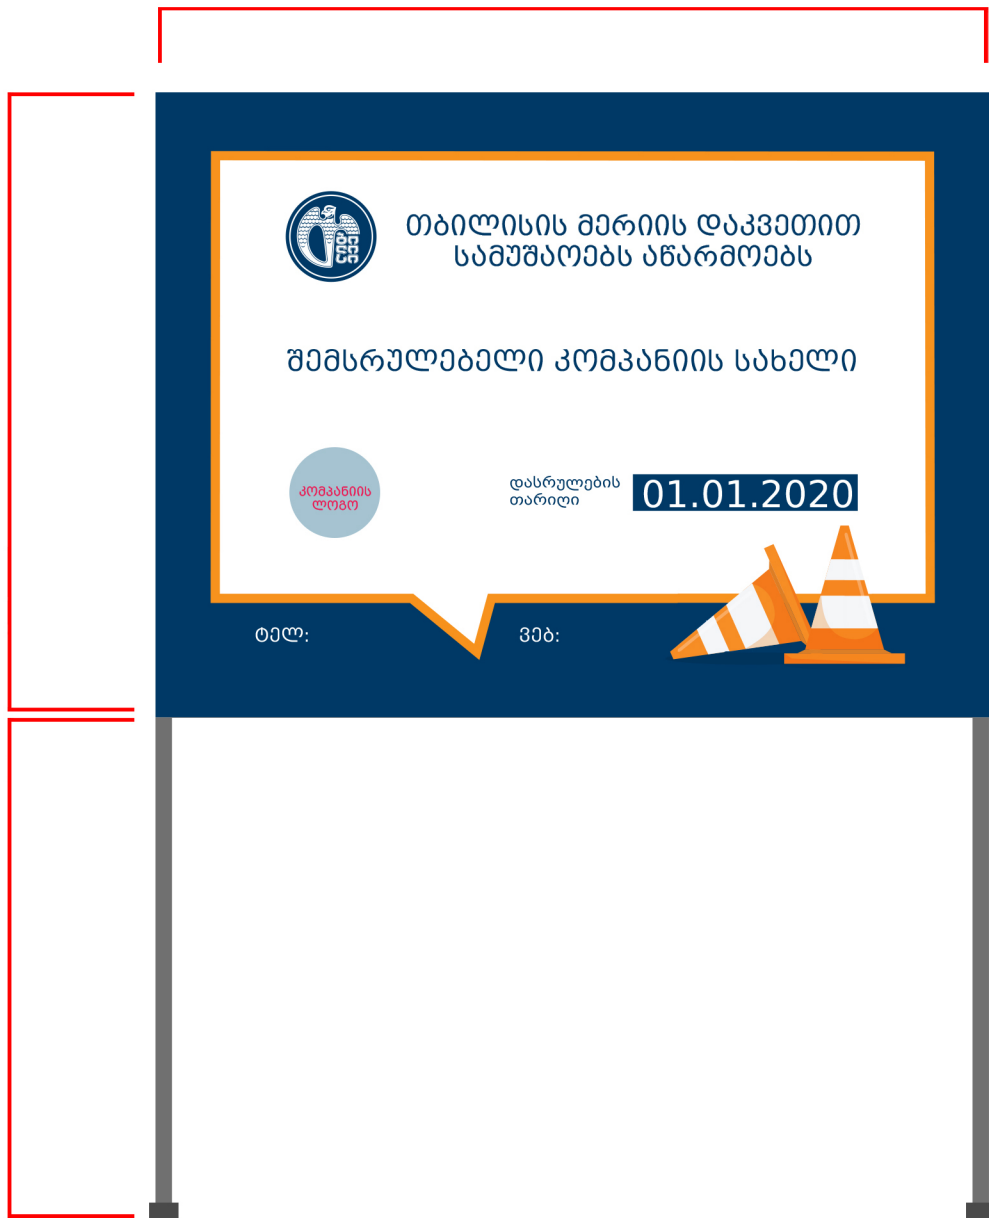 თბილისის მერიის დაკვეთით
სამუშაოებს აწარმოებს
შემსრულებელი კომპანიის სახელი
კომპანიის
ლოგო
დასრულების
თარიღი
01.01.2020
ტელ:
ვებ: